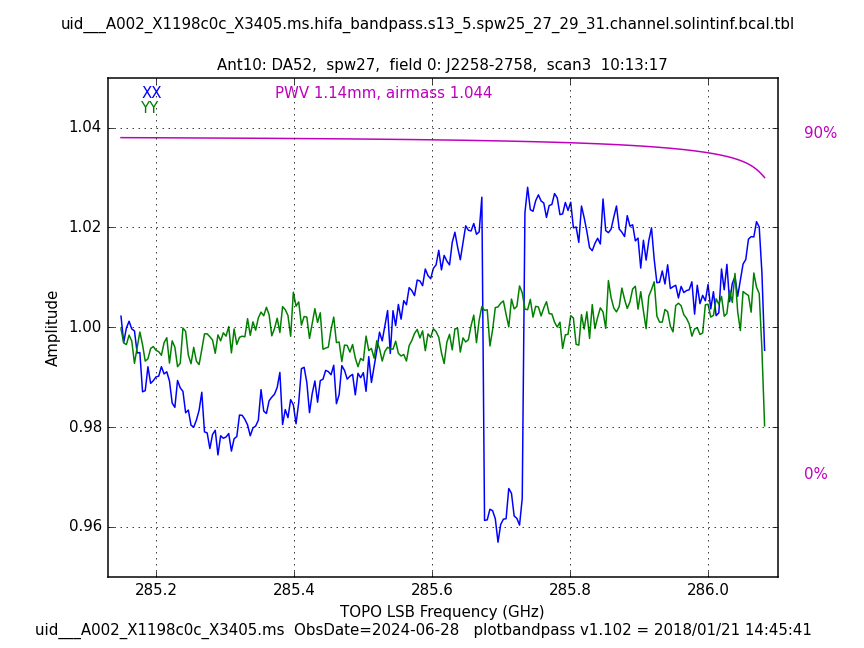 uid___A002_X1198c0c_X3405.ms.hifa_bandpass.s13_5.spw25_27_29_31.channel.solintinf.bcal.tbl
Ant10: DA52,  spw27,  field 0: J2258-2758,  scan3  10:13:17
XX
PWV 1.14mm, airmass 1.044
YY
1.04
90%
1.02
1.00
Amplitude
0.98
0%
0.96
285.2 285.4 285.6 285.8 286.0
TOPO LSB Frequency (GHz)
uid___A002_X1198c0c_X3405.ms  ObsDate=2024-06-28   plotbandpass v1.102 = 2018/01/21 14:45:41